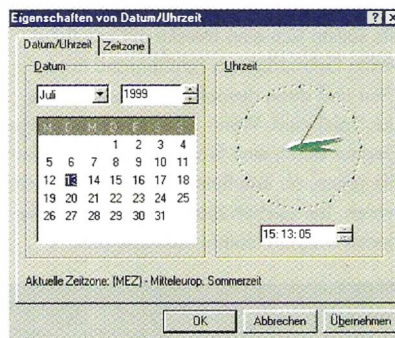 Eigenschaften von Datum/Uhrzeit
Datum/Uhrzeit Zeitzone
Datum
Juli 1999
M D M D F S S
1 2 3 4
5 6 7 8 9 10 11
12 13 14 15 16 17 18
19 20 21 22 23 24 25
26 27 28 29 30 31
Uhrzeit
15:13:05
Aktuelle Zeitzone: (MEZ) - Mitteleurop. Sommerzeit
OK Abbrechen Übernehmen